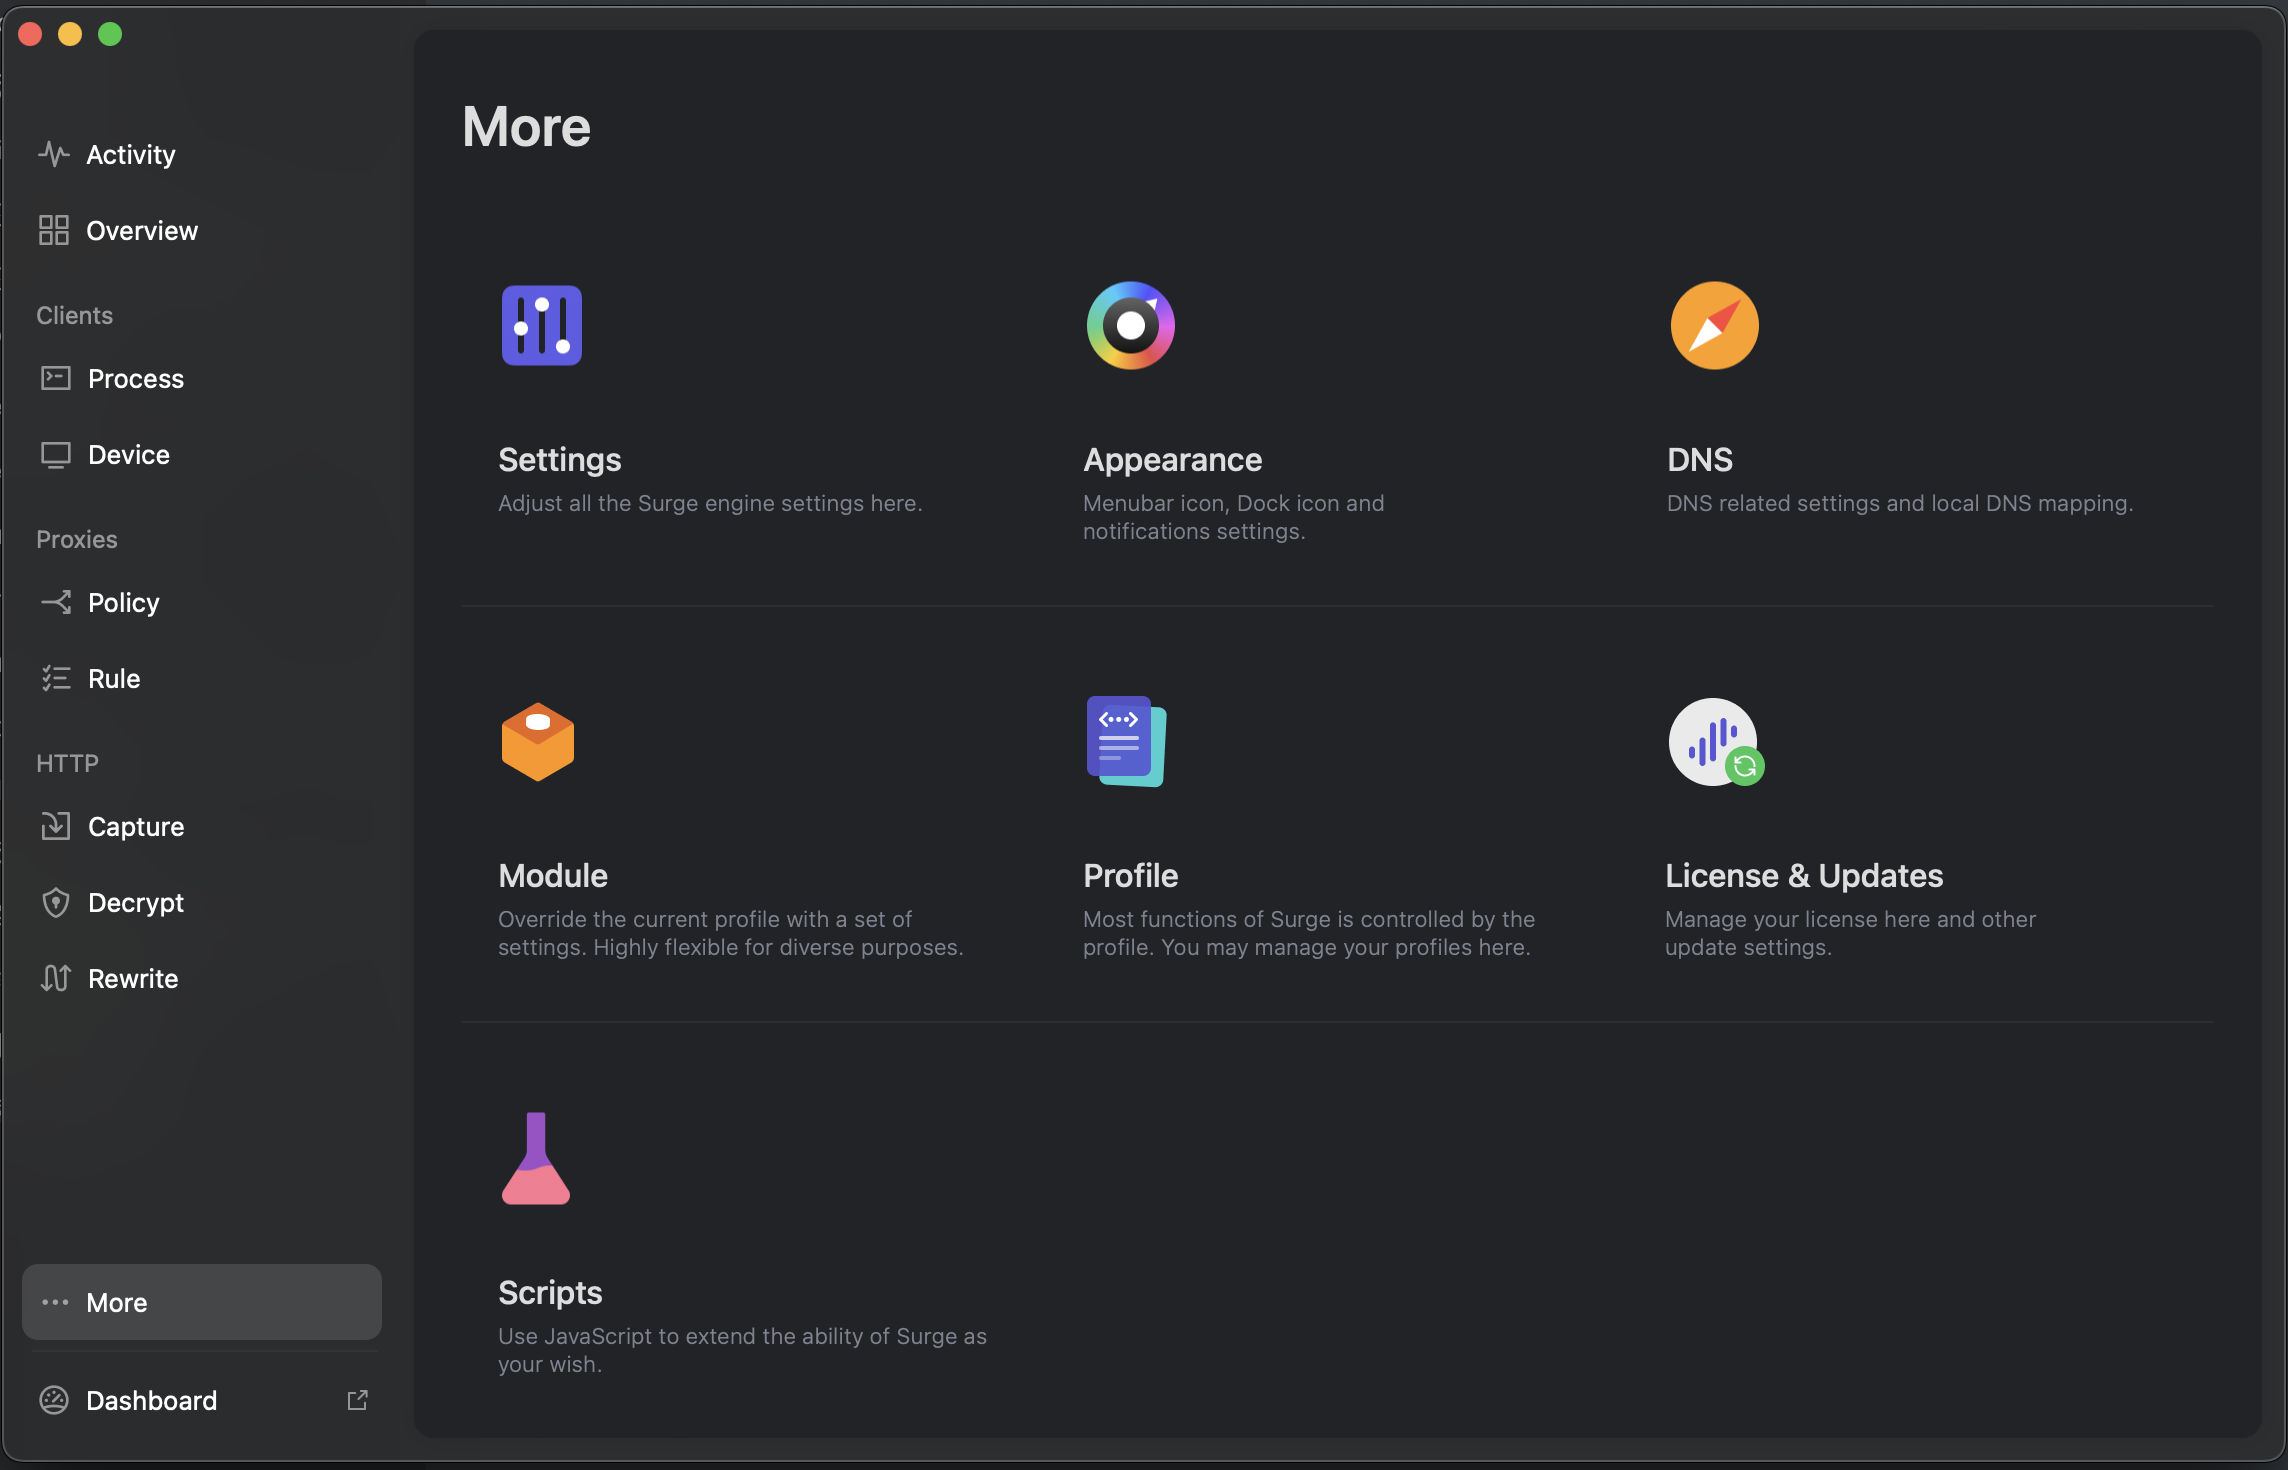 Activity
Overview
Clients
Process
Device
Proxies
Policy
Rule
HTTP
Capture
Decrypt
Rewrite
More
Dashboard
More
Settings
Adjust all the Surge engine settings here.
Appearance
Menubar icon, Dock icon and
notifications settings.
DNS
DNS related settings and local DNS mapping.
Module
Override the current profile with a set of
settings. Highly flexible for diverse purposes.
Profile
Most functions of Surge is controlled by the
profile. You may manage your profiles here.
License & Updates
Manage your license here and other
update settings.
Scripts
Use JavaScript to extend the ability of Surge as
your wish.